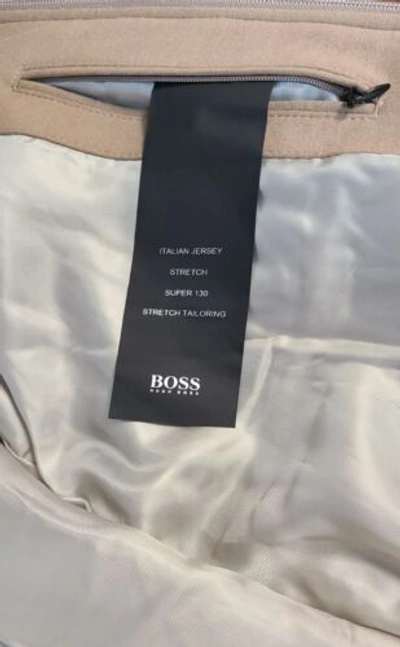 ITALIAN JERSEY
STRETCH
SUPER 130
STRETCH TAILORING
BOSS
HUGO BOSS